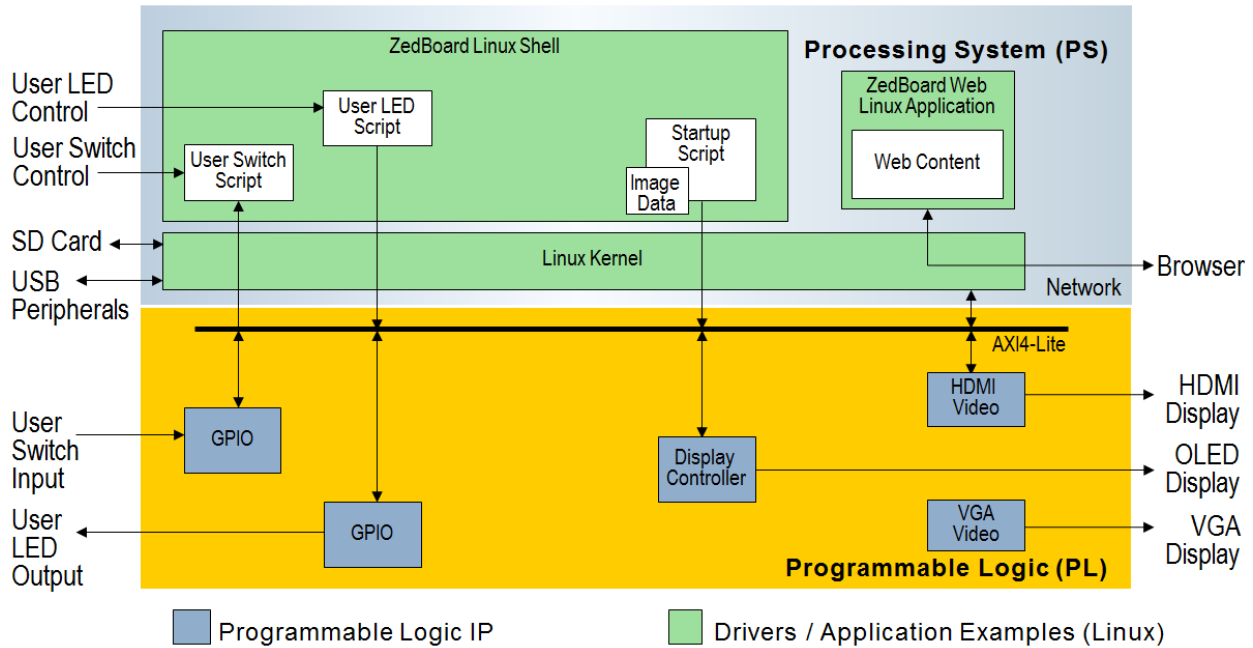 ZedBoard Linux Shell
Processing System (PS)
User LED
Control
User LED
Script
ZedBoard Web
Linux Application
User Switch
Control
User Switch
Script
Startup
Script
Image
Data
Web Content
SD Card
USB
Peripherals
Linux Kernel
Network
Browser
AXI4-Lite
User
Switch
Input
GPIO
Display
Controller
HDMI
Video
HDMI
Display
OLED
Display
User
LED
Output
GPIO
VGA
Video
VGA
Display
Programmable Logic (PL)
Programmable Logic IP
Drivers / Application Examples (Linux)